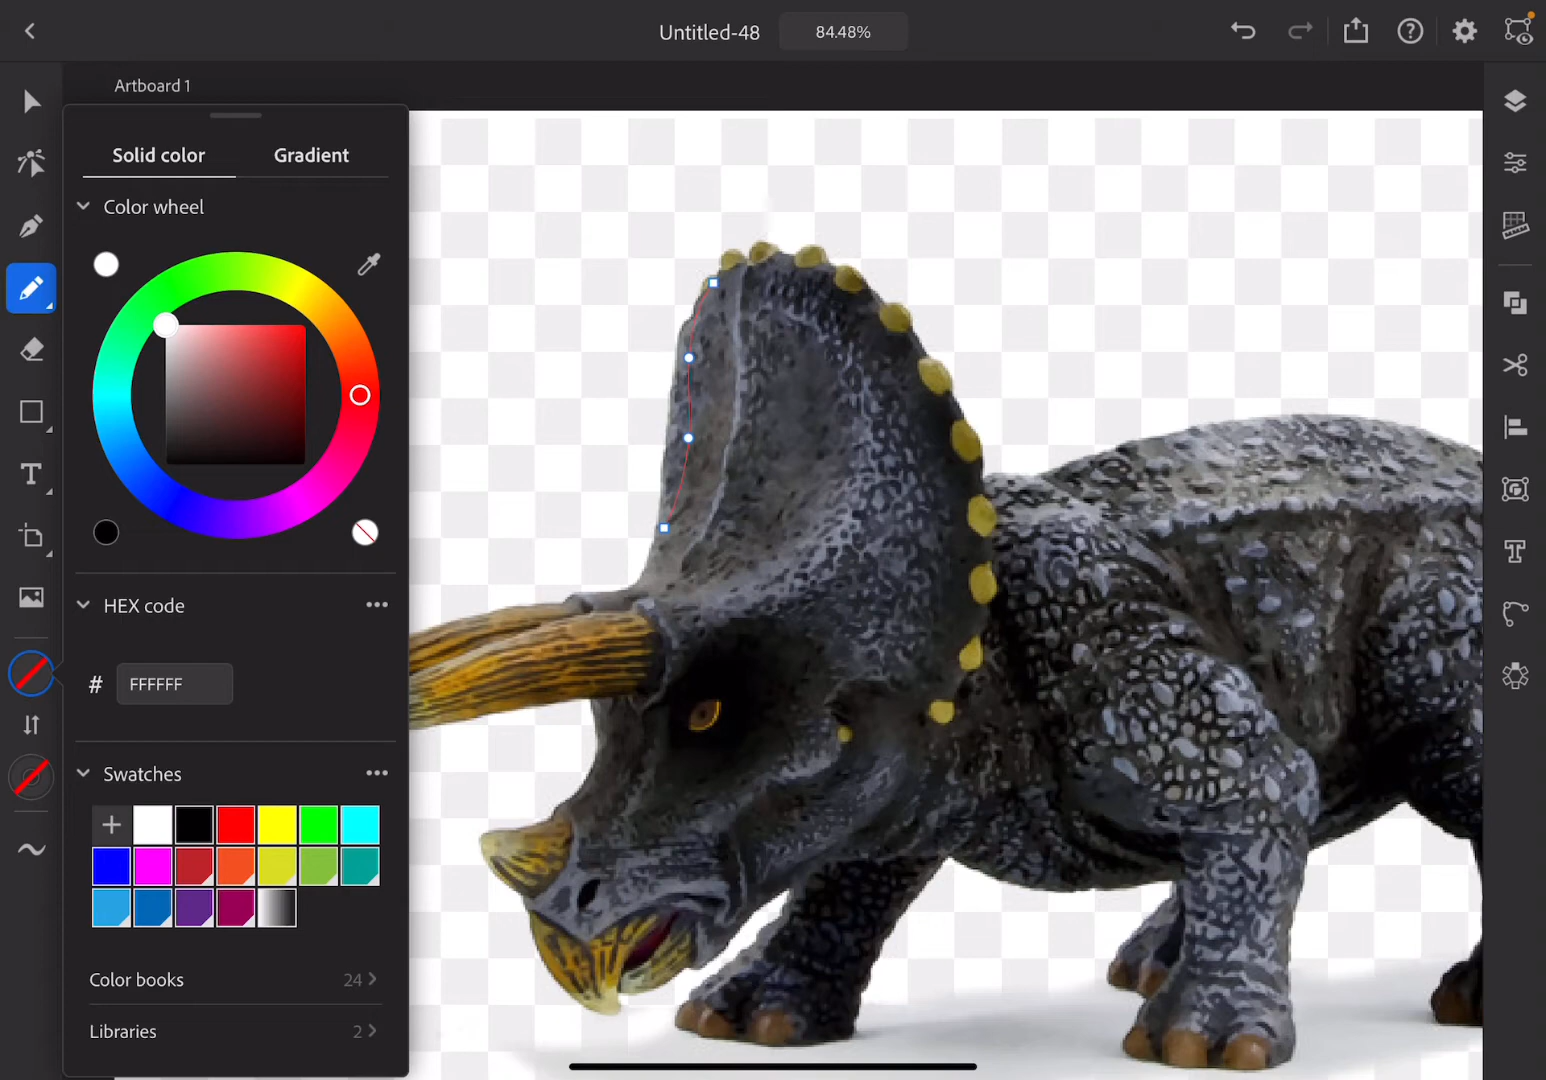 Untitled-48
84.48%
Artboard 1
Solid color
Gradient
Color wheel
HEX code
# FFFFFF
Swatches
Color books
24
Libraries
2